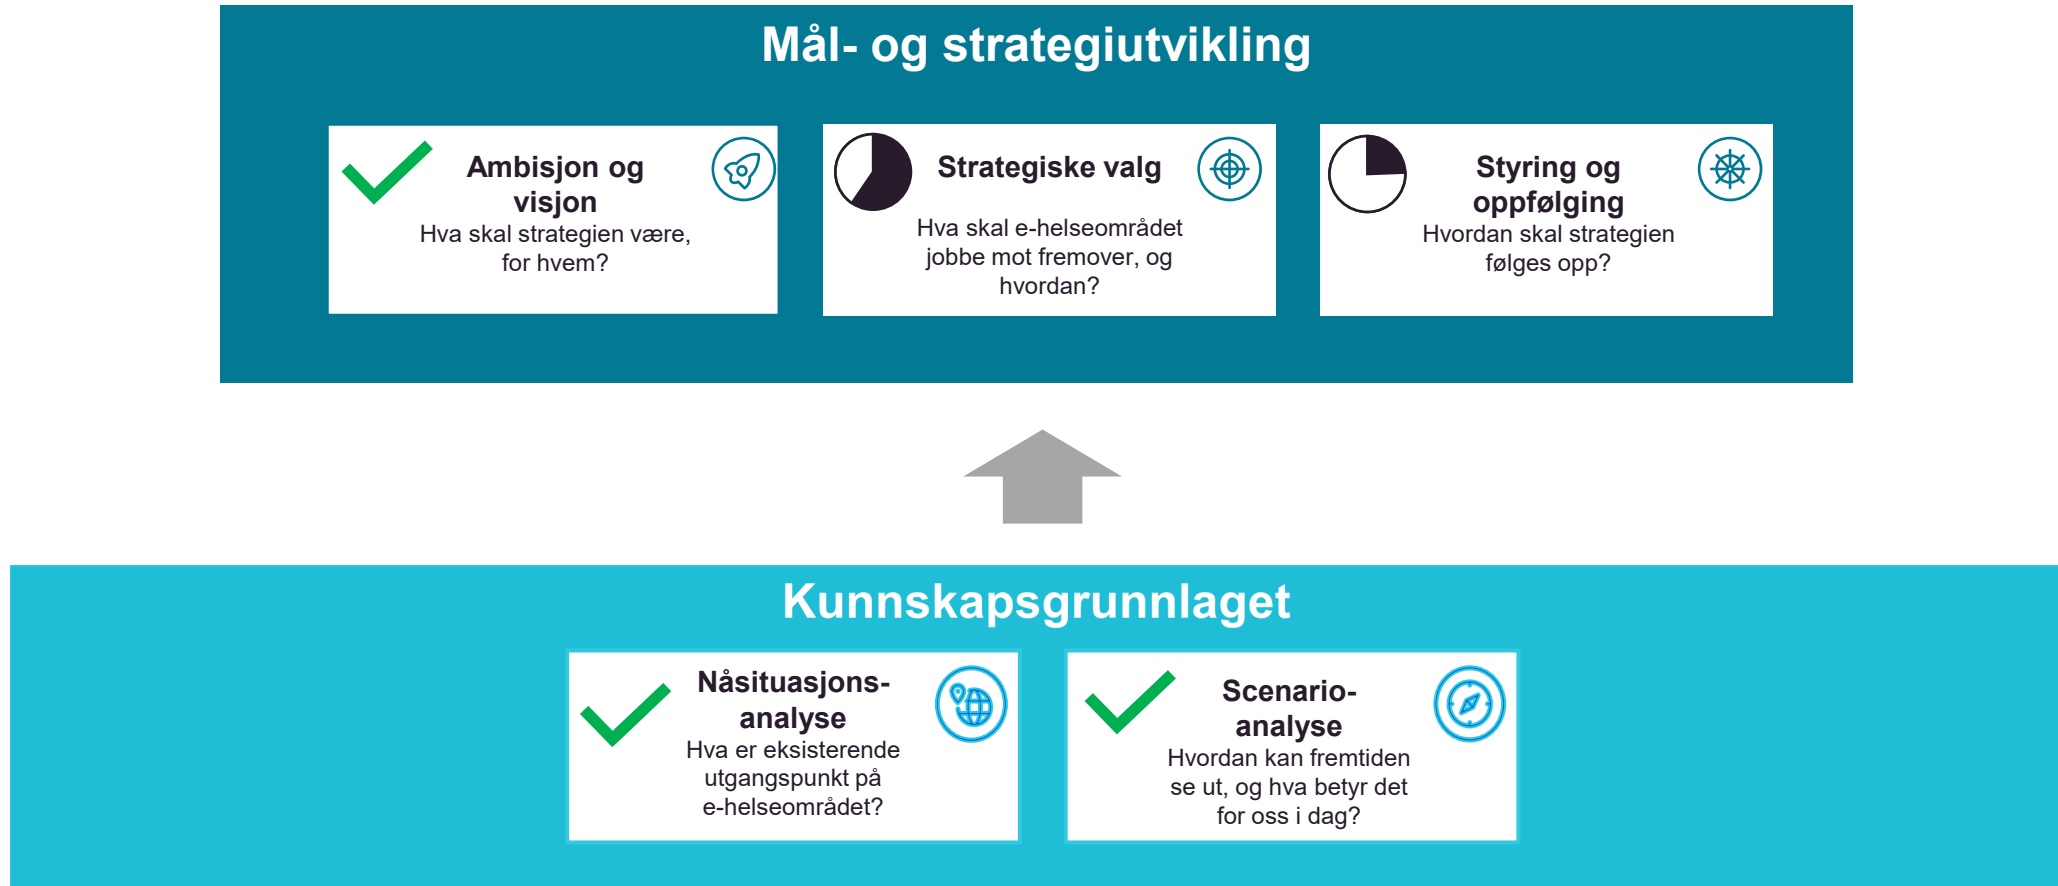 Mål- og strategiutvikling
Ambisjon og
visjon
Hva skal strategien være,
for hvem?
Strategiske valg
Hva skal e-helseområdet
jobbe mot fremover, og
hvordan?
Styring og
oppfølging
Hvordan skal strategien
følges opp?
Kunnskapsgrunnlaget
Nåsituasjons-
analyse
Hva er eksisterende
utgangspunkt på
e-helseområdet?
Scenario-
analyse
Hvordan kan fremtiden
se ut, og hva betyr det
for oss i dag?